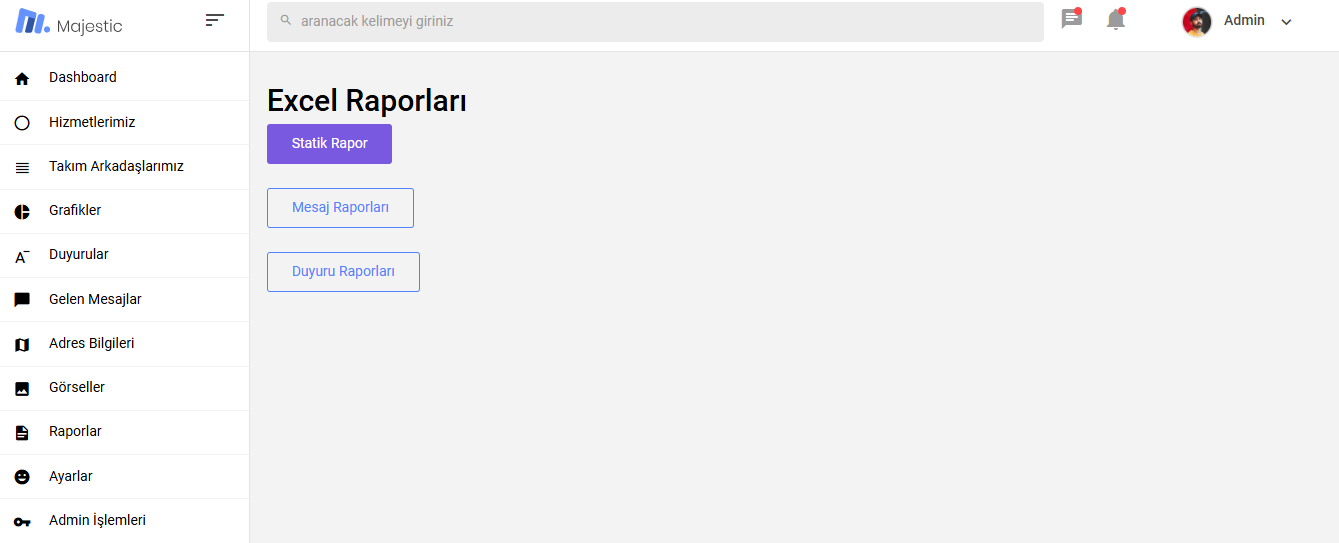 Majestic
aranacak kelimeyi giriniz
Admin
Dashboard
Hizmetlerimiz
Takım Arkadaşlarımız
Grafikler
Duyurular
Gelen Mesajlar
Adres Bilgileri
Görseller
Raporlar
Ayarlar
Admin İşlemleri
Excel Raporları
Statik Rapor
Mesaj Raporları
Duyuru Raporları